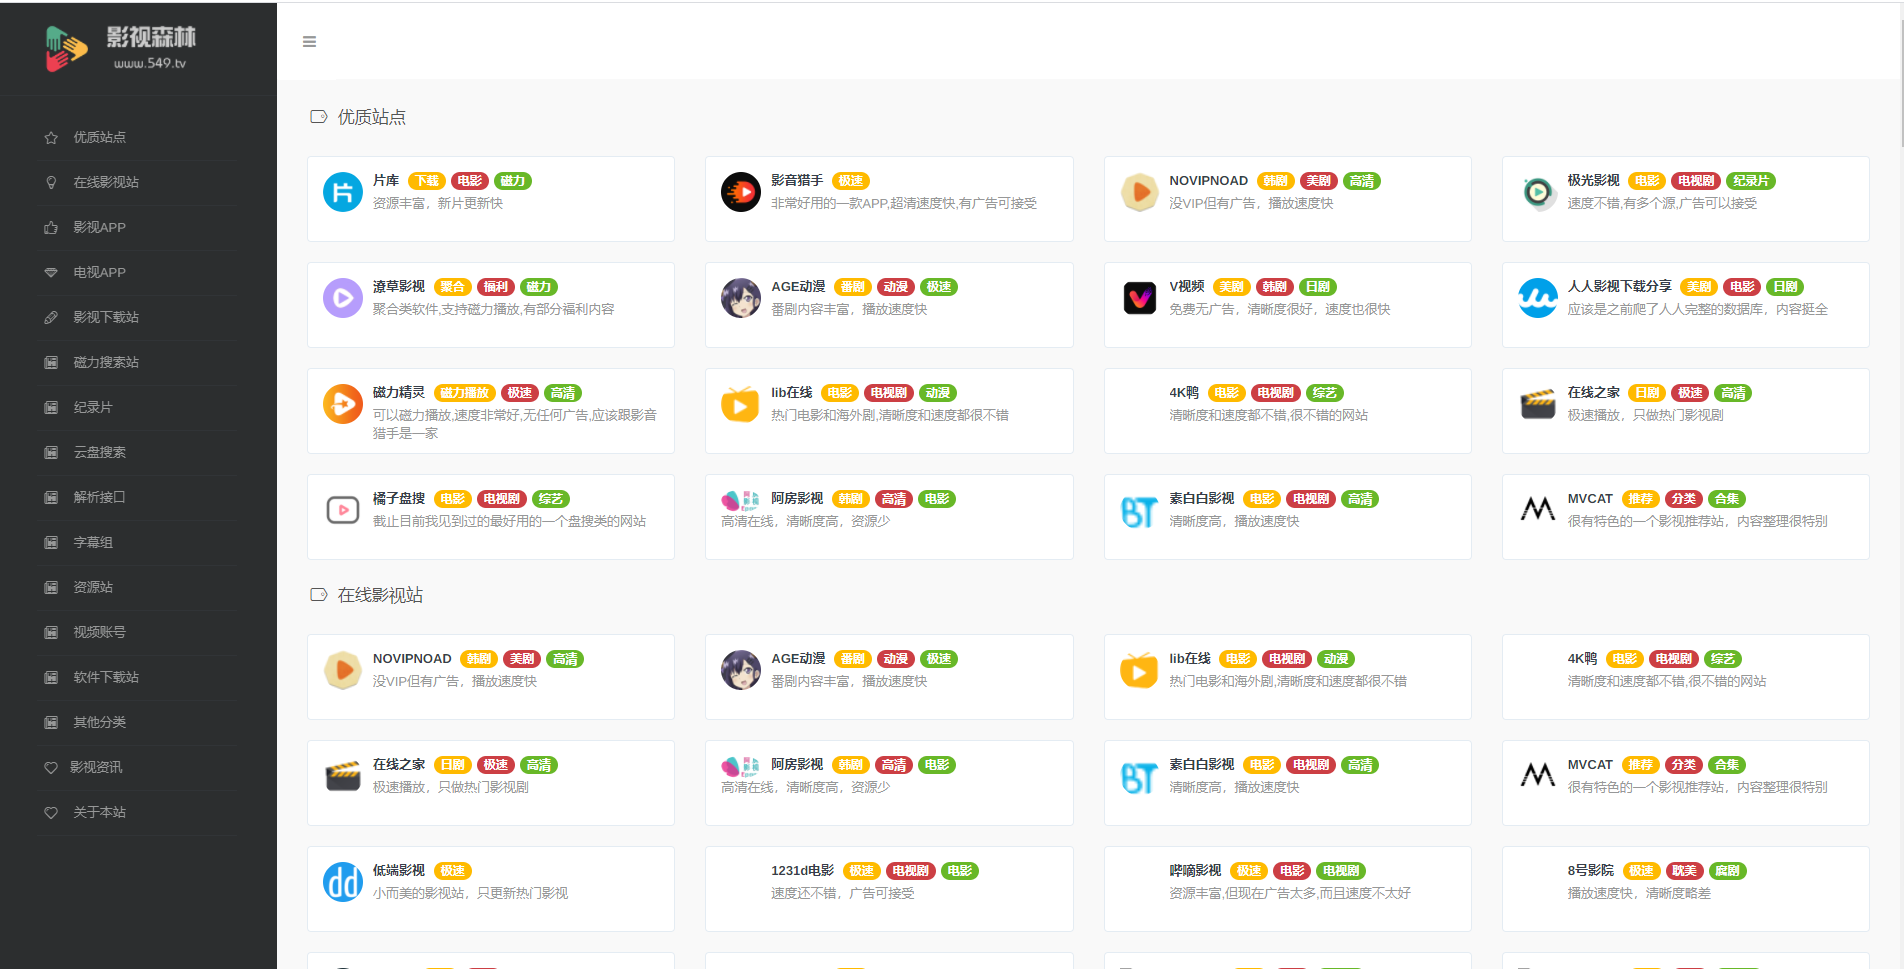 影视森林
www.549.tv
优质站点
在线影视站
影视APP
电视APP
影视下载站
磁力搜索站
纪录片
云盘搜索
解析接口
字幕组
资源站
视频账号
软件下载站
其他分类
影视资讯
关于本站
优质站点
片库 下载 电影 磁力
资源丰富，新片更新快
影音猎手 极速
非常好用的一款APP,超清速度快,有广告可接受
NOVIPNOAD 韩剧 美剧 高清
没VIP但有广告，播放速度快
极光影视 电影 电视剧 纪录片
速度不错,有多个源,广告可以接受
潦草影视 聚合 福利 磁力
聚合类软件,支持磁力播放,有部分福利内容
AGE动漫 番剧 动漫 极速
番剧内容丰富，播放速度快
V视频 美剧 韩剧 日剧
免费无广告，清晰度很好，速度也很快
人人影视下载分享 美剧 电影 日剧
应该是之前爬了人人完整的数据库，内容挺全
磁力精灵 磁力播放 极速 高清
可以磁力播放,速度非常好,无任何广告,应该跟影音
猎手是一家
lib在线 电影 电视剧 动漫
热门电影和海外剧,清晰度和速度都很不错
4K鸭 电影 电视剧 综艺
清晰度和速度都不错,很不错的网站
在线之家 日剧 极速 高清
极速播放，只做热门影视剧
橘子盘搜 电影 电视剧 综艺
截止目前我见到过的最好用的一个盘搜类的网站
阿房影视 韩剧 高清 电影
高清在线，清晰度高，资源少
BT
素白白影视 电影 电视剧 高清
清晰度高，播放速度快
MVCAT 推荐 分类 合集
很有特色的一个影视推荐站，内容整理很特别
在线影视站
NOVIPNOAD 韩剧 美剧 高清
没VIP但有广告，播放速度快
AGE动漫 番剧 动漫 极速
番剧内容丰富，播放速度快
lib在线 电影 电视剧 动漫
热门电影和海外剧,清晰度和速度都很不错
4K鸭 电影 电视剧 综艺
清晰度和速度都不错,很不错的网站
在线之家 日剧 极速 高清
极速播放，只做热门影视剧
阿房影视 韩剧 高清 电影
高清在线，清晰度高，资源少
BT
素白白影视 电影 电视剧 高清
清晰度高，播放速度快
MVCAT 推荐 分类 合集
很有特色的一个影视推荐站，内容整理很特别
dd
低端影视 极速
小而美的影视站，只更新热门影视
1231d电影 极速 电视剧 电影
速度还不错，广告可接受
哔嘀影视 极速 电影 电视剧
资源丰富,但现在广告太多,而且速度不太好
8号影院 极速 耽美 腐剧
播放速度快，清晰度略差